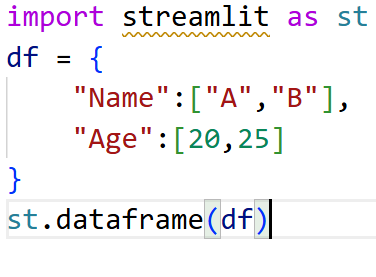 import streamlit as st
df = {
    "Name":["A","B"],
    "Age":[20,25]
}
st.dataframe(df)